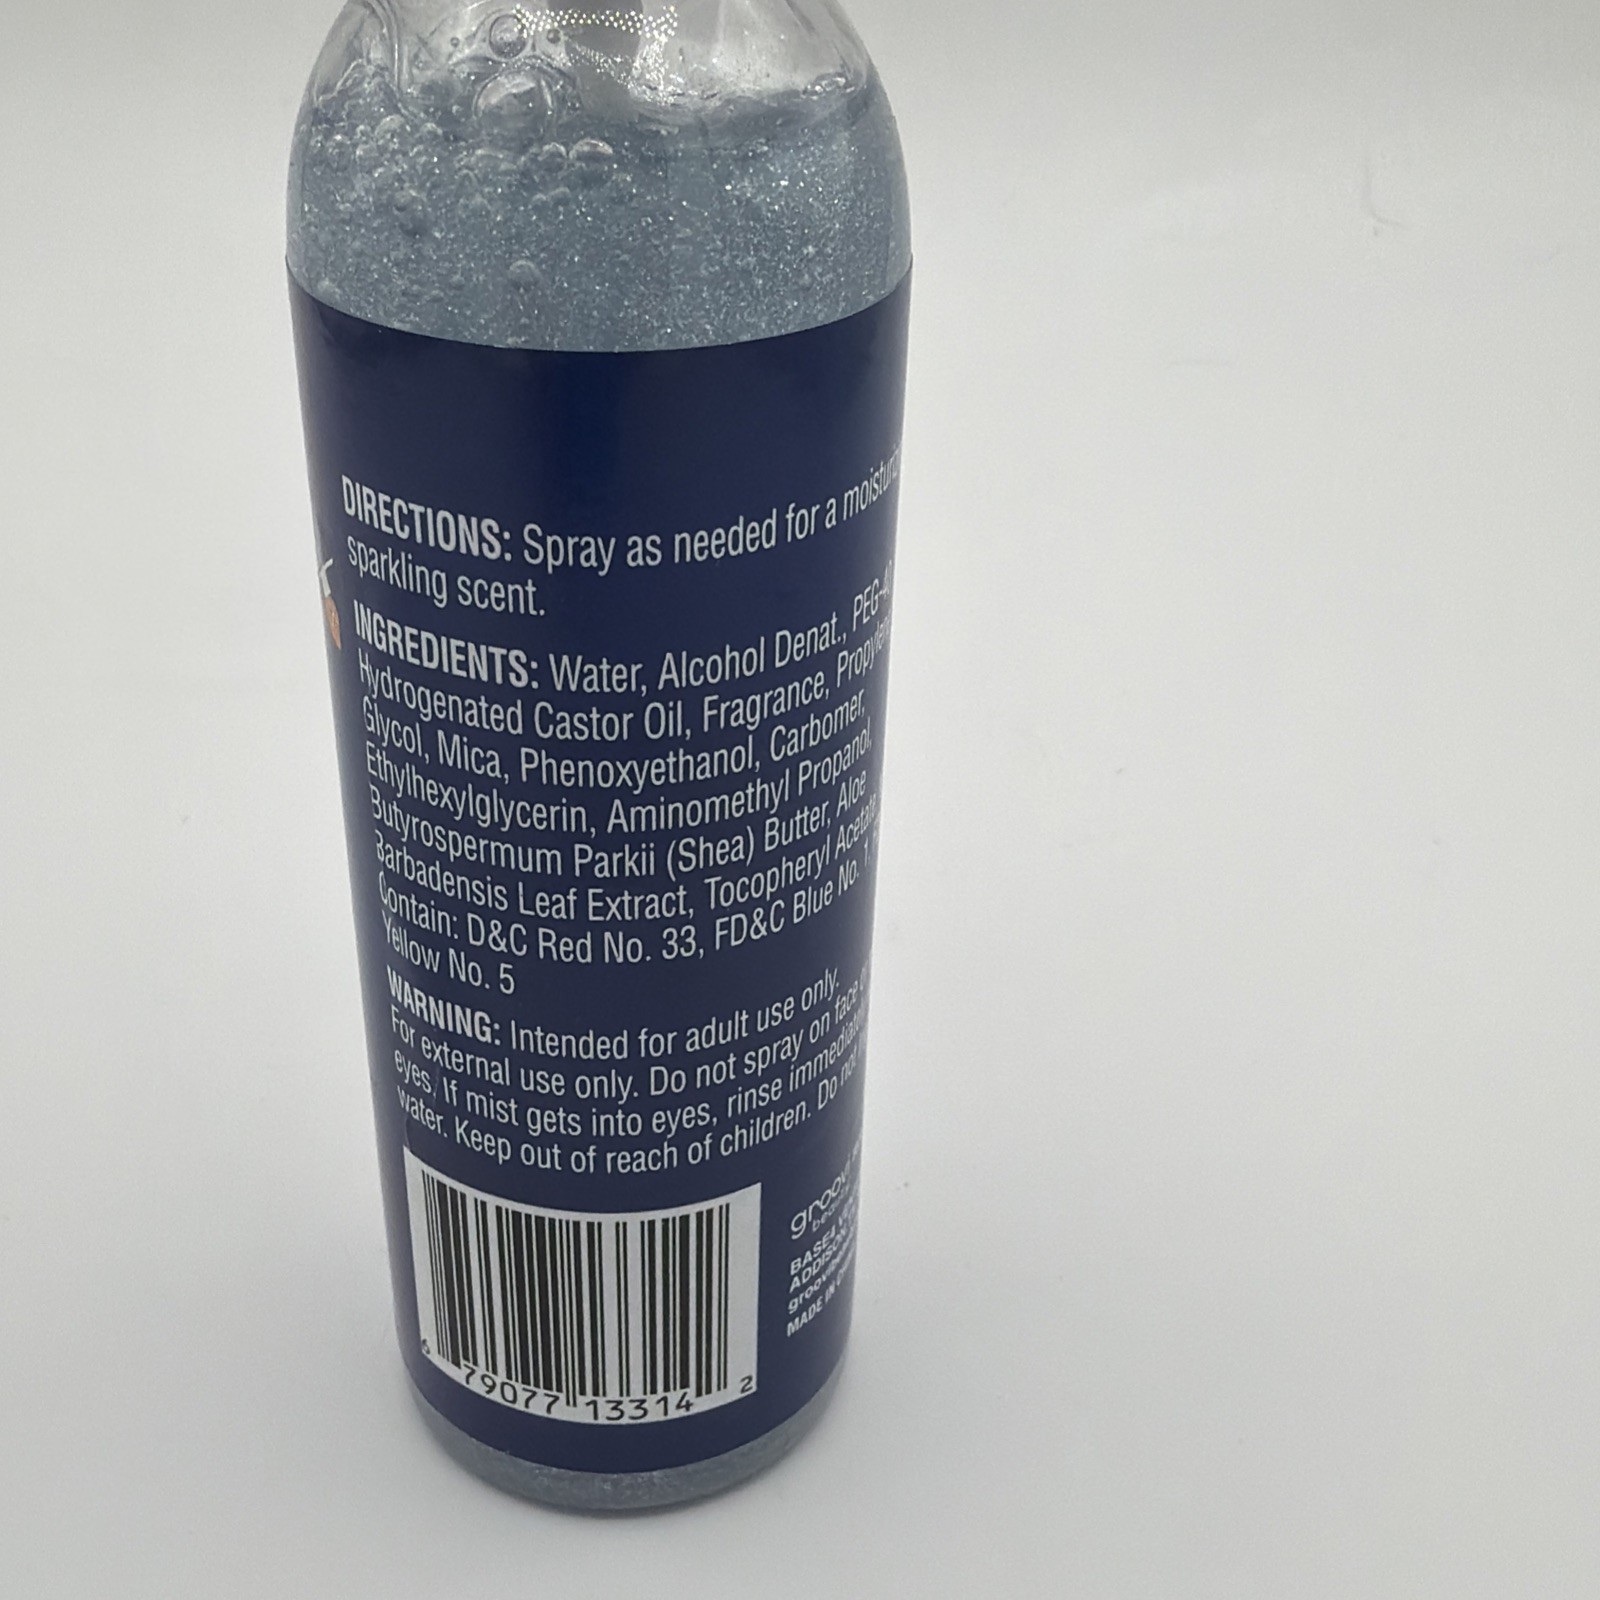 DIRECTIONS: Spray as needed for a
sparkling scent.
INGREDIENTS: Water, Alcohol Denat., PEG-40
Hydrogenated Castor Oil, Fragrance,
Glycol, Mica, Phenoxyethanol, Carbomer,
Ethylhexylglycerin, Aminomethyl Propanol,
Butyrospermum Parkii (Shea) Butter, Aloe
Barbadensis Leaf Extract, Tocopheryl Acetate
Contain: D&C Red No. 33, FD&C Blue No. 1,
Yellow No. 5
WARNING: Intended for adult use only.
For external use only. Do not spray on face
eyes. If mist gets into eyes, rinse
water. Keep out of reach of children. Do not
6 79077 13314 2
groovi
MADE IN